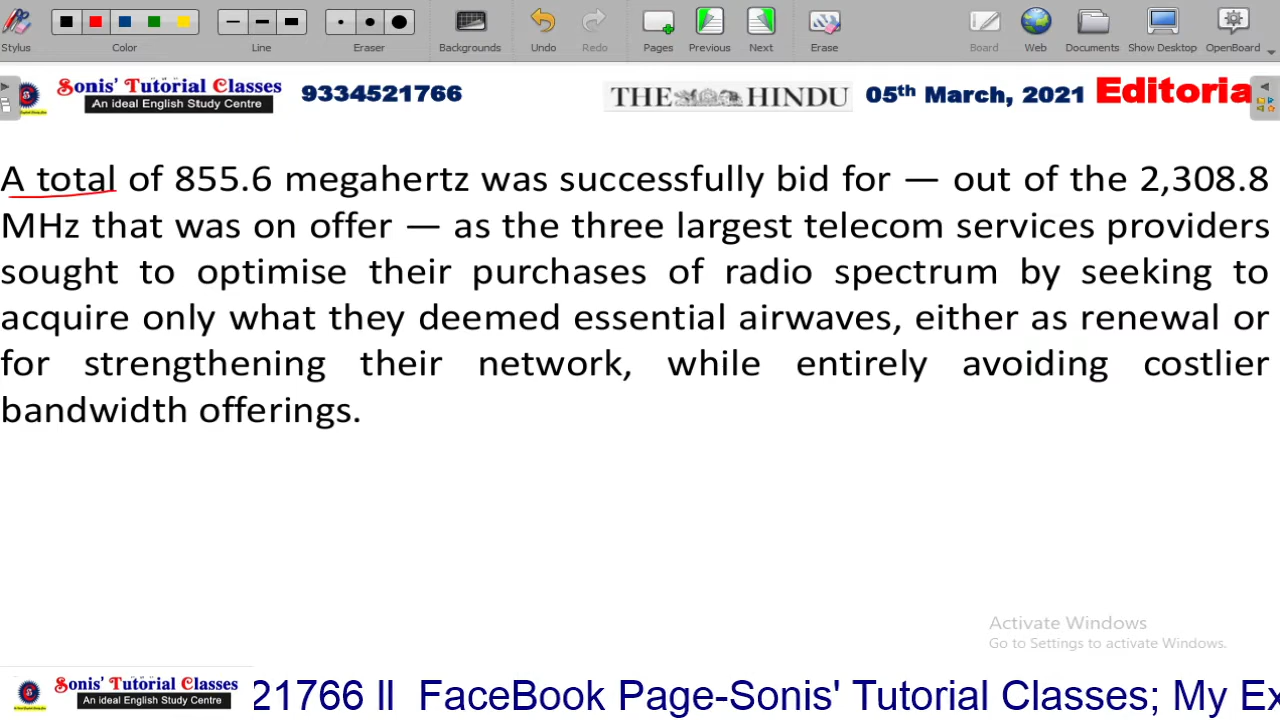 Stylus Color Line Eraser Backgrounds Undo Redo Pages Previous Next Erase Board Web Documents Show Desktop OpenBoard
Sonis' Tutorial Classes
An ideal English Study Centre
9334521766
THE HINDU
05th March, 2021
Editoria
A total of 855.6 megahertz was successfully bid for — out of the 2,308.8
MHz that was on offer — as the three largest telecom services providers
sought to optimise their purchases of radio spectrum by seeking to
acquire only what they deemed essential airwaves, either as renewal or
for strengthening their network, while entirely avoiding costlier
bandwidth offerings.
Activate Windows
Go to Settings to activate Windows.
Sonis' Tutorial Classes
An ideal English Study Centre
21766 ll FaceBook Page-Sonis' Tutorial Classes; My Ex